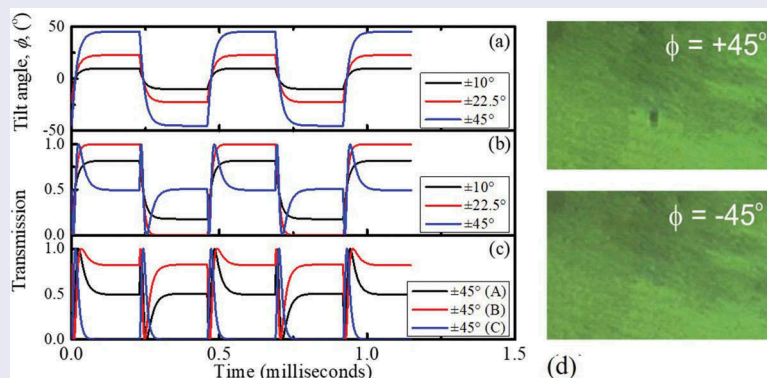 50
25
0
-25
-50
Tilt angle, ϕ, (°)
(a)
±10°
±22.5°
±45°
1.0
0.5
0.0
(b)
±10°
±22.5°
±45°
Transmission
1.0
0.5
0.0
(c)
±45° (A)
±45° (B)
±45° (C)
0.0 0.5 1.0 1.5
Time (milliseconds)
ϕ = +45°
ϕ = -45°
(d)